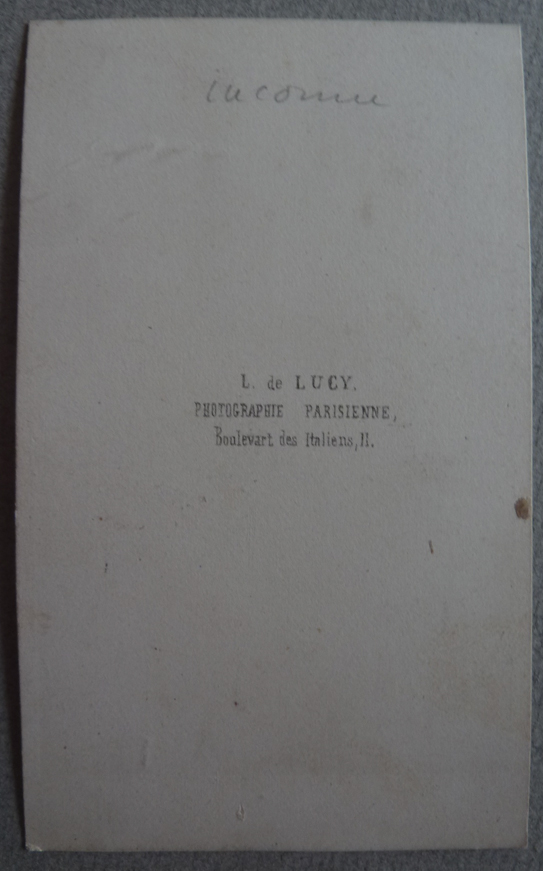 inconnu
L. de LUCY.
PHOTOGRAPHIE PARISIENNE,
Boulevart des Italiens, 11.